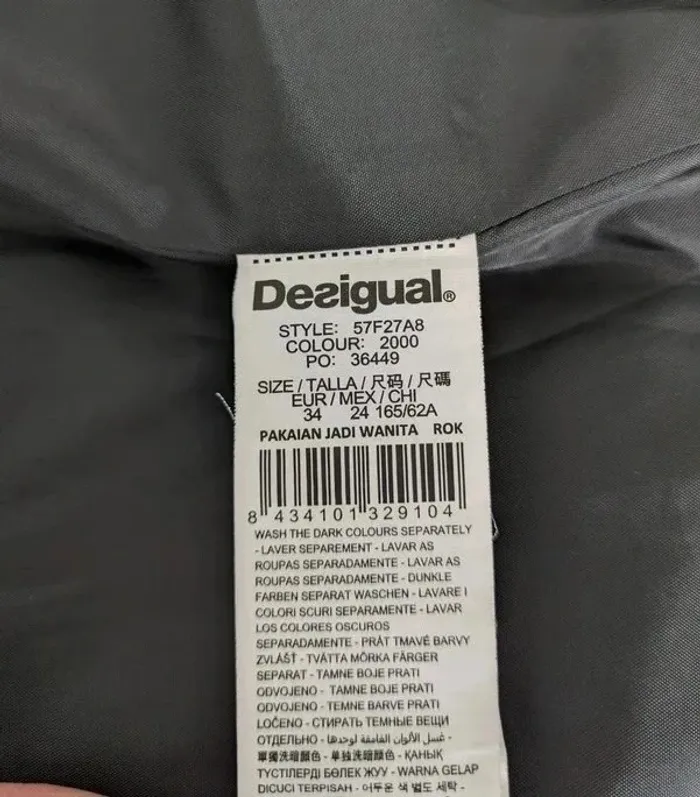 Desigual®
STYLE: 57F27A8
COLOUR: 2000
PO: 36449
SIZE / TALLA / 尺码 / 尺碼
EUR / MEX / CHI
34 24 165/62A
PAKAIAN JADI WANITA ROK
8 434101 329104
WASH THE DARK COLOURS SEPARATELY
- LAVER SEPAREMENT - LAVAR AS
ROUPAS SEPARADAMENTE - LAVAR AS
ROUPAS SEPARADAMENTE - DUNKLE
FARBEN SEPARAT WASCHEN - LAVARE I
COLORI SCURI SEPARAMENTE - LAVAR
LOS COLORES OSCUROS
SEPARADAMENTE - PRÁT TMAVÉ BARVY
ZVLÁŠŤ - TVÄTTA MÖRKA FÄRGER
SEPARAT - TAMNE BOJE PRATI
ODVOJENO - TAMNE BOJE PRATI
ODVOJENO - TEMNE BARVE PRATI
LOČENO - СТИРАТЬ ТЕМНЫЕ ВЕЩИ
ОТДЕЛЬНО - غسيل الألوان الغامقة لوحدها -
單獨洗暗顏色 - 单独洗暗颜色 - ҚАНЫҚ
ТҮСТІЛЕРДІ БӨЛЕК ЖУУ - WARNA GELAP
DICUCI TERPISAH - 어두운 색 별도 세탁 -